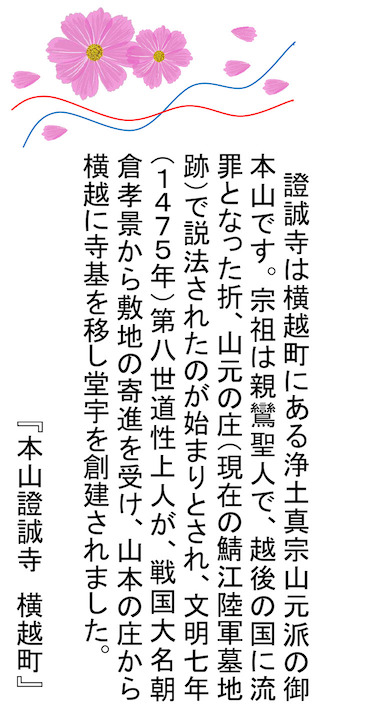 證誠寺は横越町にある浄土真宗山元派の御
本山です。宗祖は親鸞聖人で、越後の国に流
罪となった折、山元の庄(現在の鯖江陸軍墓地
跡)で説法されたのが始まりとされ、文明七年
(1475年)第八世道性上人が、戦国大名朝
倉孝景から敷地の寄進を受け、山本の庄から
横越に寺基を移し堂宇を創建されました。
『本山證誠寺　横越町』